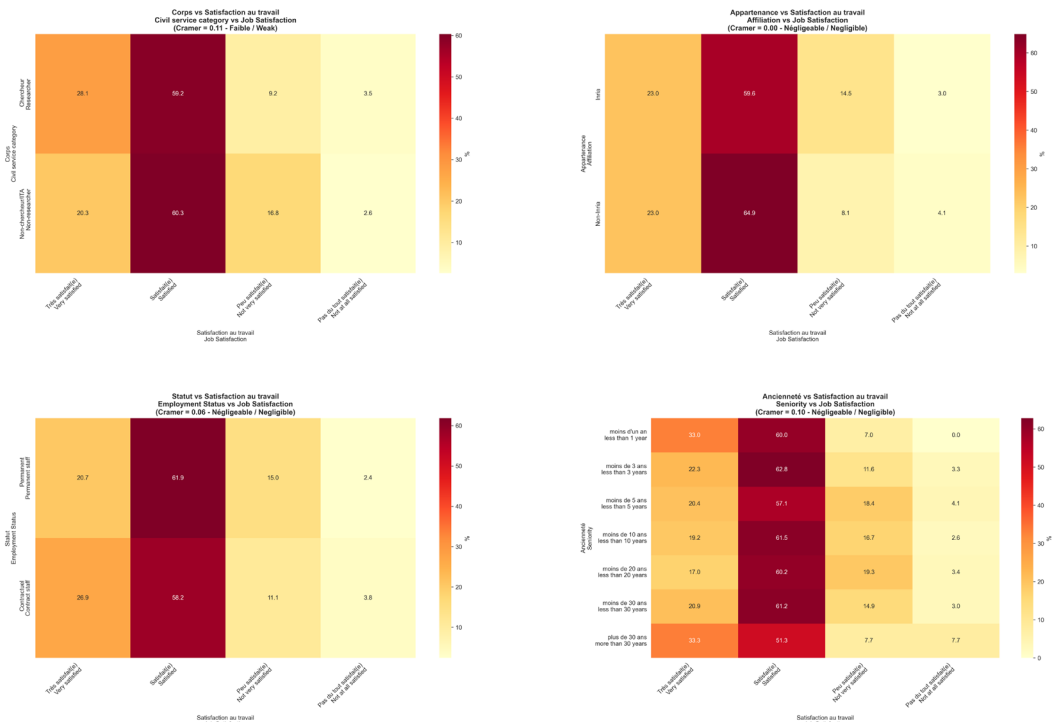 Corps vs Satisfaction au travail
Civil service category vs Job Satisfaction
(Cramer = 0.11 - Faible / Weak)
Corps
Civil service category
Chercheur
Researcher
28.1 59.2 9.2 3.5
Non-chercheur/ITA
Non-researcher
20.3 60.3 16.8 2.6
Très satisfait(e)
Very satisfied
Satisfait(e)
Satisfied
Peu satisfait(e)
Not very satisfied
Pas du tout satisfait(e)
Not at all satisfied
Satisfaction au travail
Job Satisfaction
60
50
40
30
20
10
%
Appartenance vs Satisfaction au travail
Affiliation vs Job Satisfaction
(Cramer = 0.00 - Négligeable / Negligible)
Appartenance
Affiliation
Inria
23.0 59.6 14.5 3.0
Non-Inria
23.0 64.9 8.1 4.1
Très satisfait(e)
Very satisfied
Satisfait(e)
Satisfied
Peu satisfait(e)
Not very satisfied
Pas du tout satisfait(e)
Not at all satisfied
Satisfaction au travail
Job Satisfaction
60
50
40
30
20
10
%
Statut vs Satisfaction au travail
Employment Status vs Job Satisfaction
(Cramer = 0.06 - Négligeable / Negligible)
Statut
Employment Status
Permanent
Permanent staff
20.7 61.9 15.0 2.4
Contractuel
Contract staff
26.9 58.2 11.1 3.8
Très satisfait(e)
Very satisfied
Satisfait(e)
Satisfied
Peu satisfait(e)
Not very satisfied
Pas du tout satisfait(e)
Not at all satisfied
Satisfaction au travail
60
50
40
30
20
10
%
Ancienneté vs Satisfaction au travail
Seniority vs Job Satisfaction
(Cramer = 0.10 - Négligeable / Negligible)
Ancienneté
Seniority
moins d'un an
less than 1 year
33.0 60.0 7.0 0.0
moins de 3 ans
less than 3 years
22.3 62.8 11.6 3.3
moins de 5 ans
less than 5 years
20.4 57.1 18.4 4.1
moins de 10 ans
less than 10 years
19.2 61.5 16.7 2.6
moins de 20 ans
less than 20 years
17.0 60.2 19.3 3.4
moins de 30 ans
less than 30 years
20.9 61.2 14.9 3.0
plus de 30 ans
more than 30 years
33.3 51.3 7.7 7.7
Très satisfait(e)
Very satisfied
Satisfait(e)
Satisfied
Peu satisfait(e)
Not very satisfied
Pas du tout satisfait(e)
Not at all satisfied
Satisfaction au travail
60
50
40
30
20
10
0
%